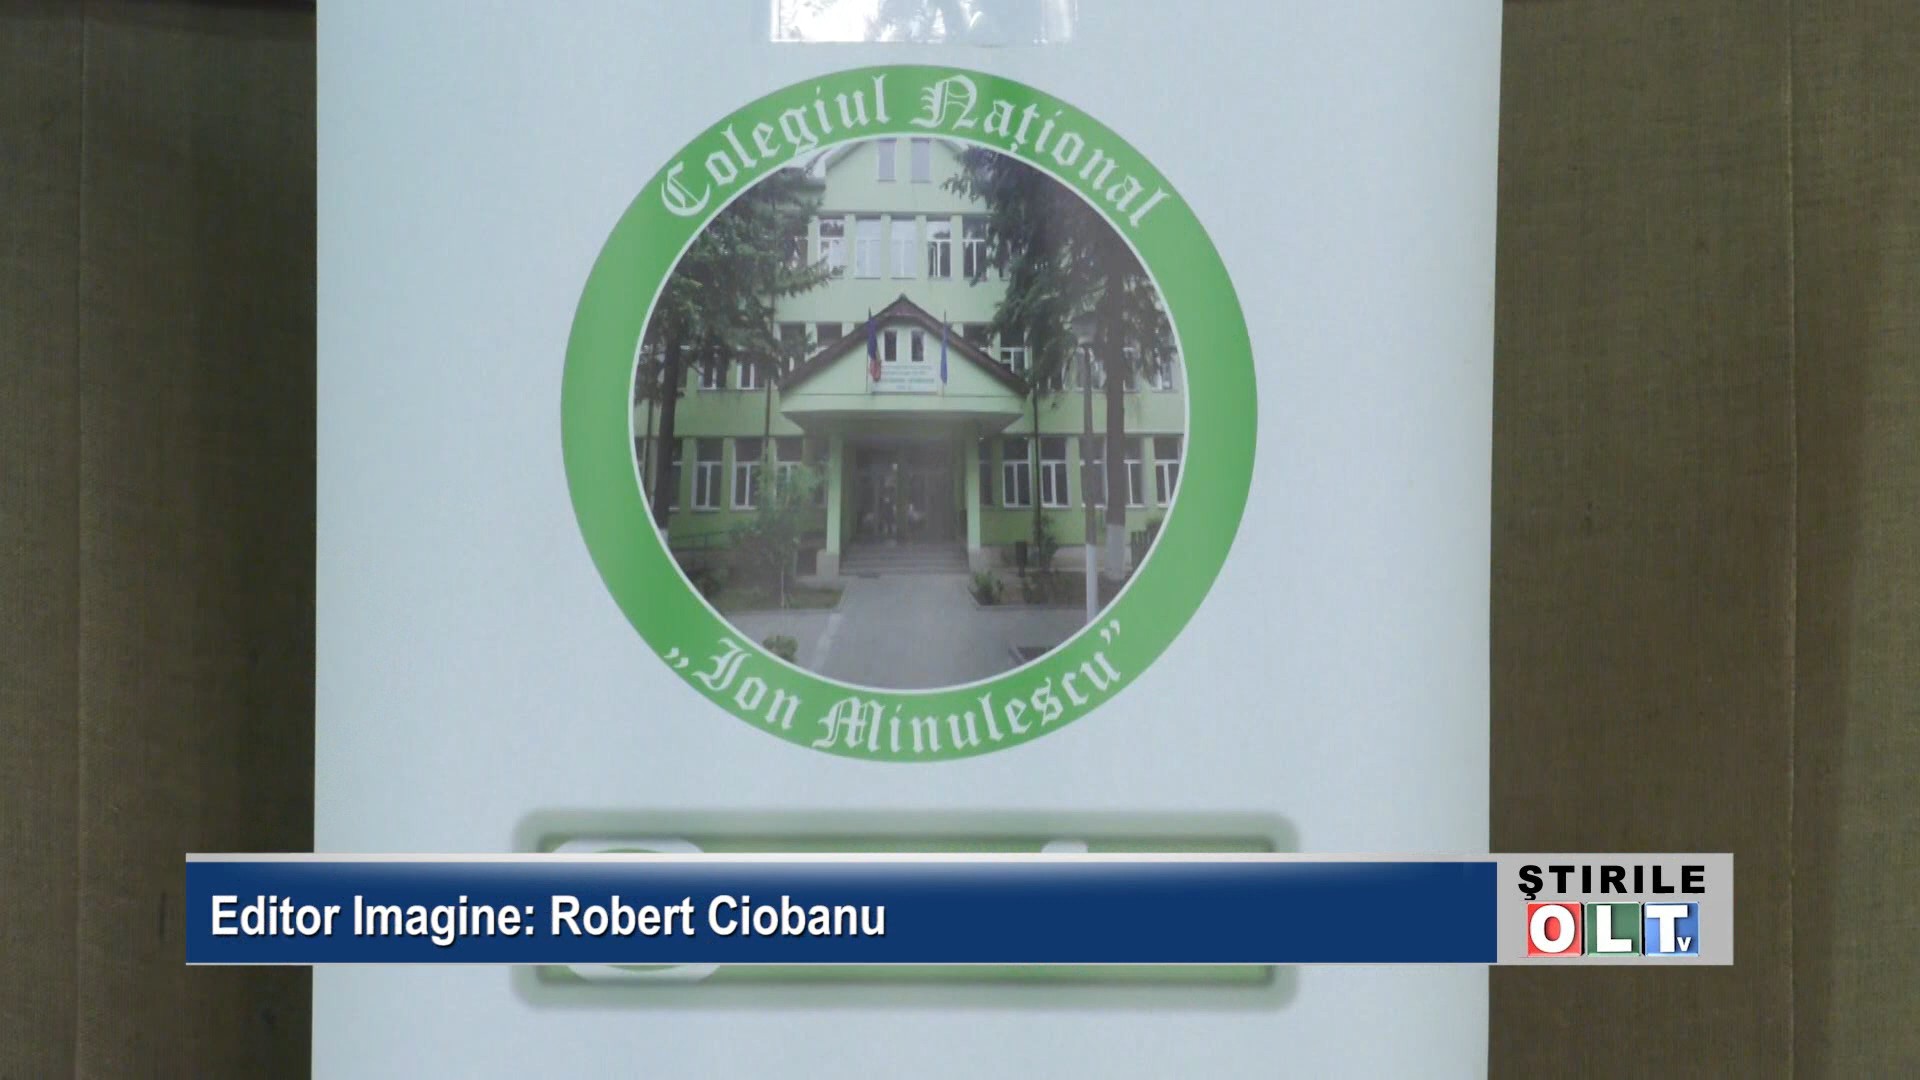 Colegiul Național
„Ion Minulescu”
Editor Imagine: Robert Ciobanu
ŞTIRILE
OLTv